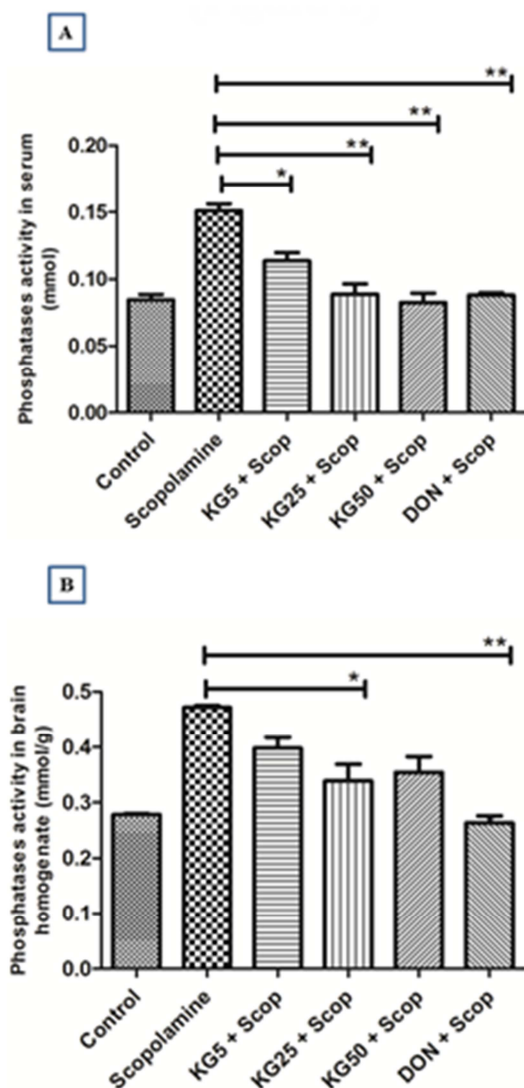 A
**
**
**
*
Phosphatases activity in serum
(mmol)
0.20
0.15
0.10
0.05
0.00
Control
Scopolamine
KG5 + Scop
KG25 + Scop
KG50 + Scop
DON + Scop
B
**
*
Phosphatases activity in brain
homogenate (mmol/g)
0.5
0.4
0.3
0.2
0.1
0.0
Control
Scopolamine
KG5 + Scop
KG25 + Scop
KG50 + Scop
DON + Scop